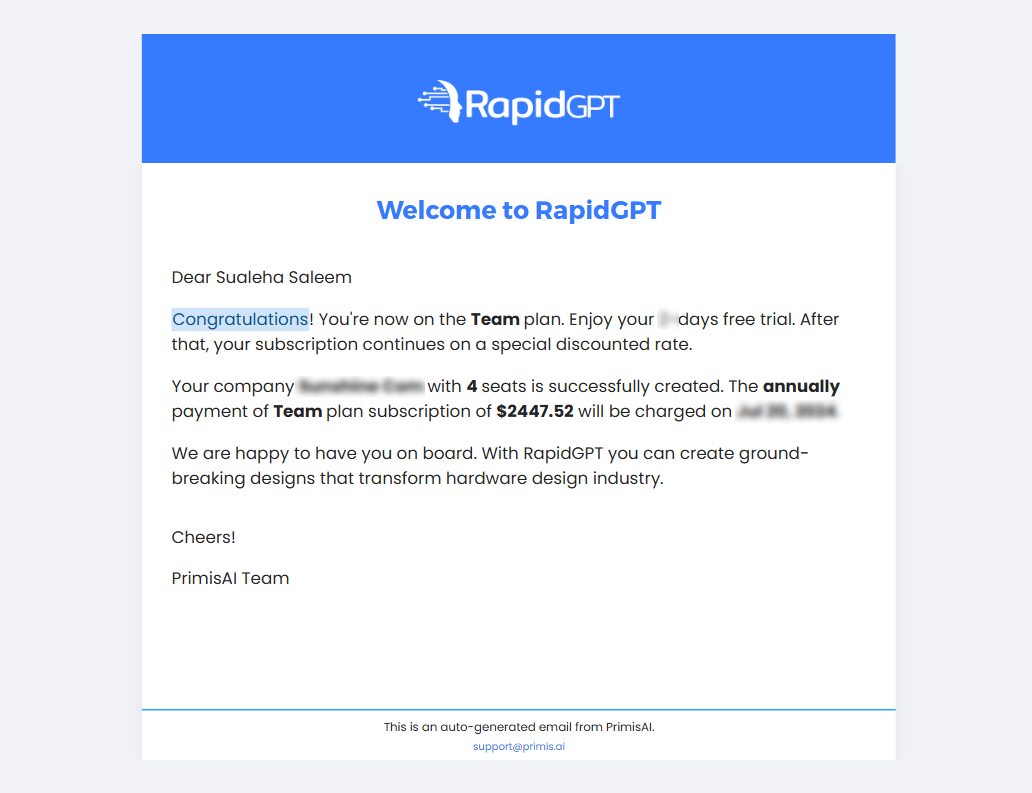 RapidGPT
Welcome to RapidGPT
Dear Sualeha Saleem
Congratulations! You're now on the Team plan. Enjoy your days free trial. After
that, your subscription continues on a special discounted rate.
Your company with 4 seats is successfully created. The annually
payment of Team plan subscription of $2447.52 will be charged on
We are happy to have you on board. With RapidGPT you can create ground-
breaking designs that transform hardware design industry.
Cheers!
PrimisAI Team
This is an auto-generated email from PrimisAI.
support@primis.ai